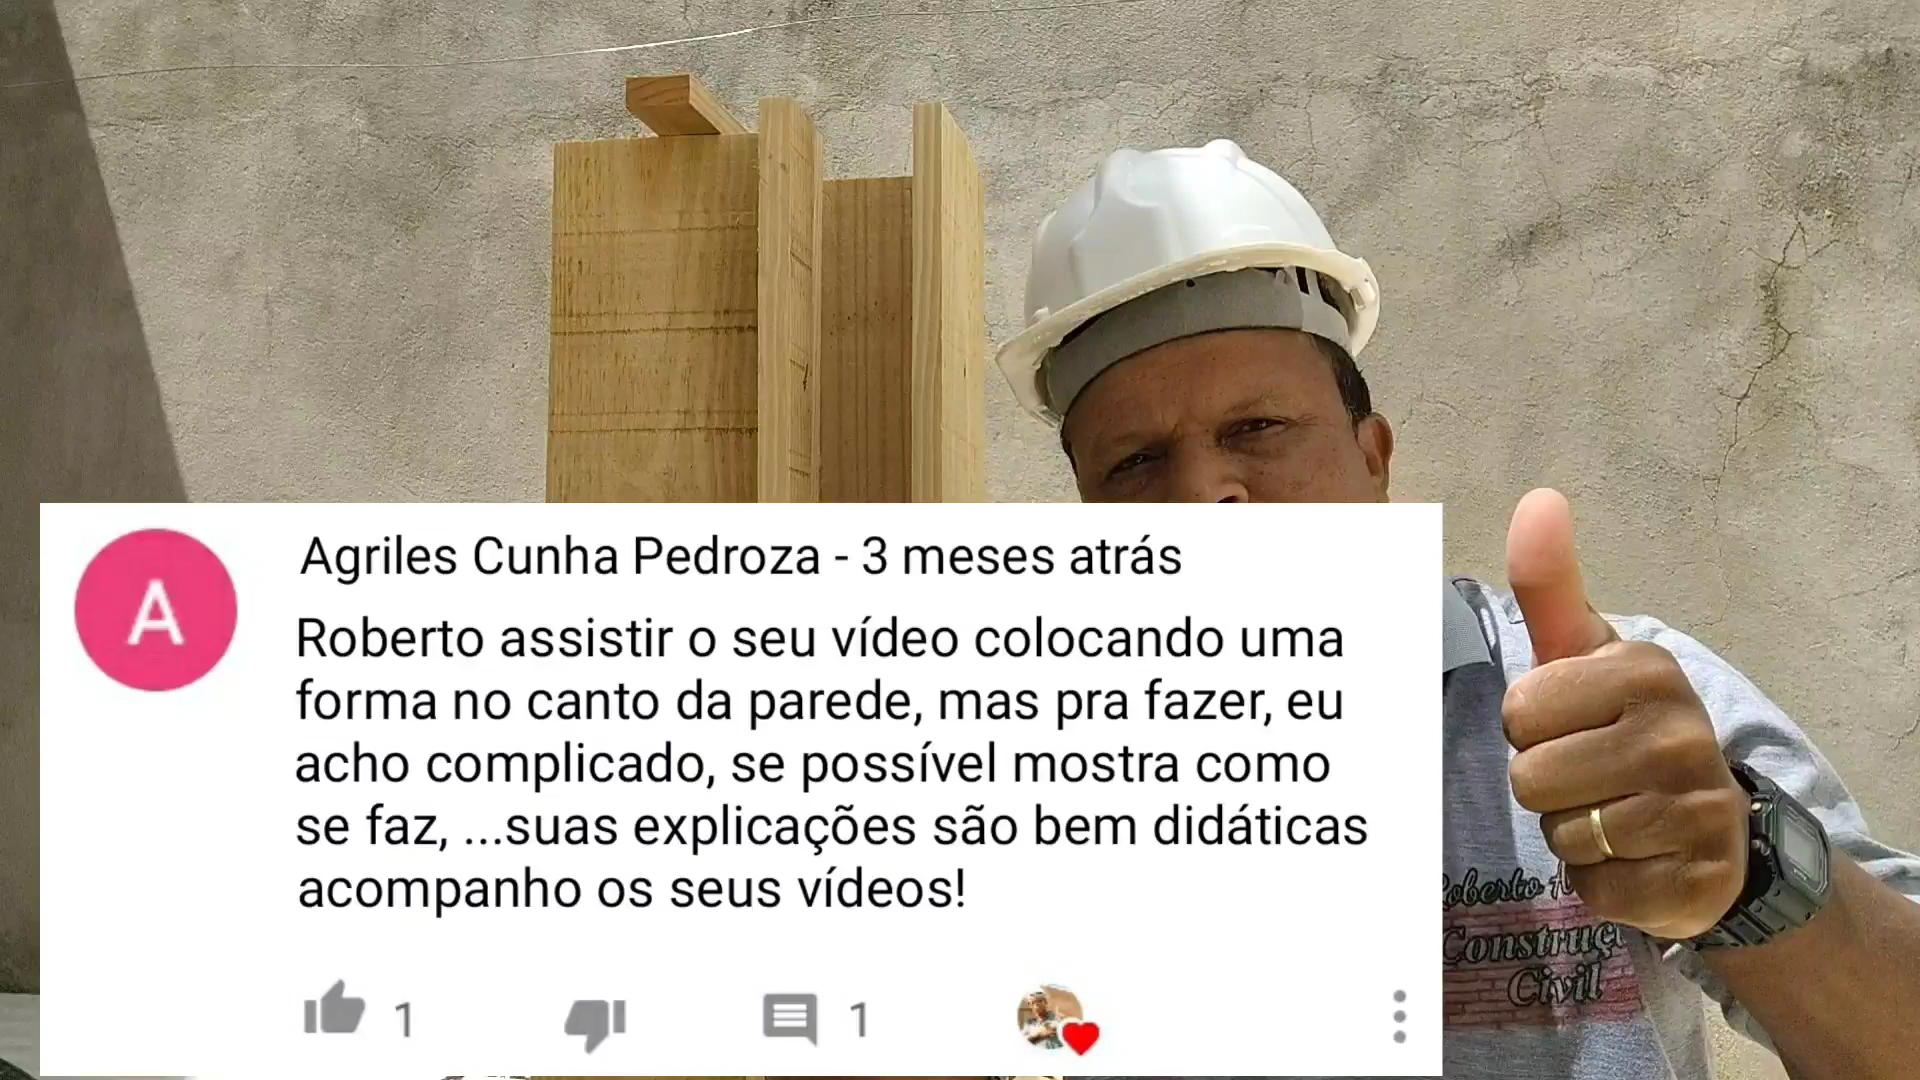 Agriles Cunha Pedroza - 3 meses atrás
A
Roberto assistir o seu vídeo colocando uma
forma no canto da parede, mas pra fazer, eu
acho complicado, se possível mostra como
se faz, ...suas explicações são bem didáticas
acompanho os seus vídeos!
1
1
Roberto
Construç
Civil